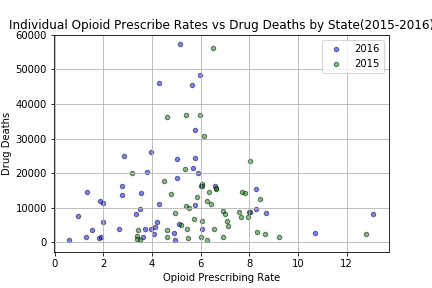 Individual Opioid Prescribe Rates vs Drug Deaths by State(2015-2016)
60000
2016
2015
50000
40000
Drug Deaths
30000
20000
10000
0
0 2 4 6 8 10 12
Opioid Prescribing Rate